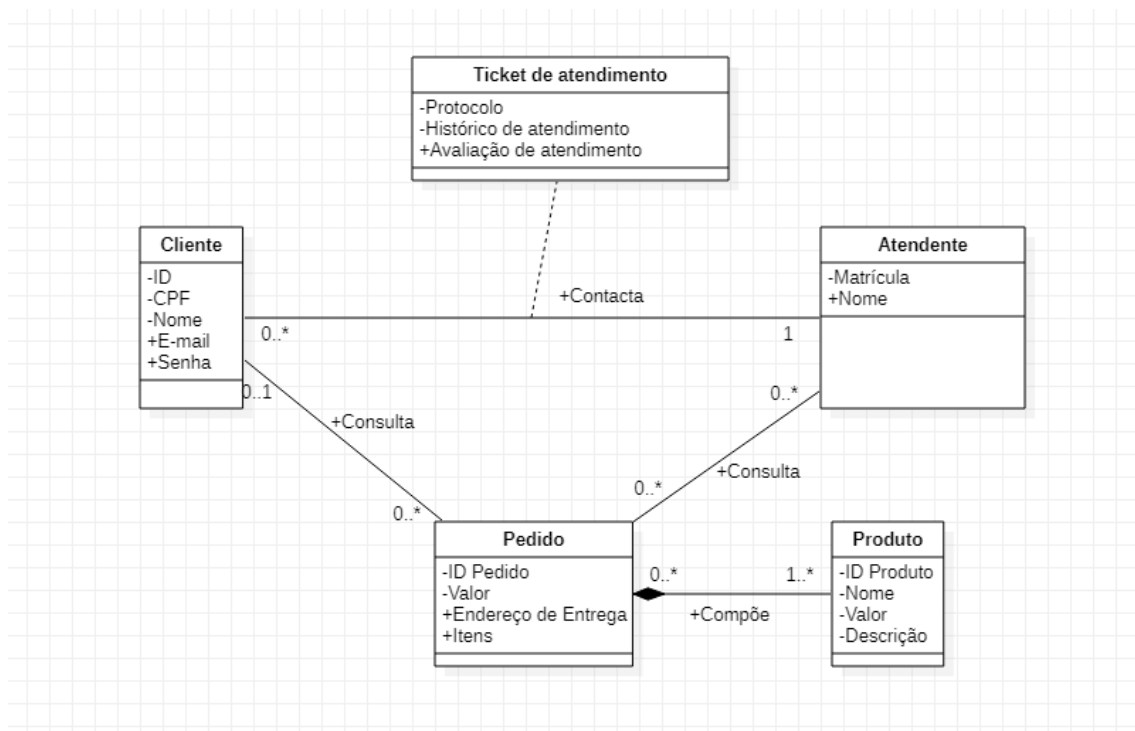 Ticket de atendimento
-Protocolo
-Histórico de atendimento
+Avaliação de atendimento
Cliente
-ID
-CPF
-Nome
+E-mail
+Senha
Atendente
-Matrícula
+Nome
+Contacta
0..*
1
0..1
+Consulta
0..*
0..*
+Consulta
0..*
Pedido
-ID Pedido
-Valor
+Endereço de Entrega
+Itens
0..*
1..*
+Compõe
Produto
-ID Produto
-Nome
-Valor
-Descrição